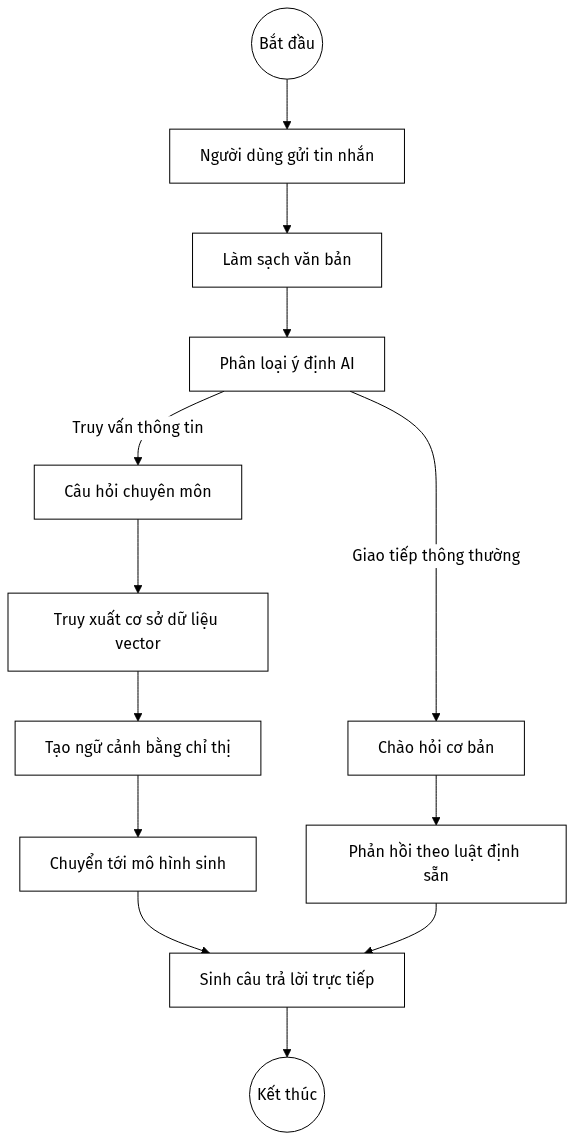 Bắt đầu
Người dùng gửi tin nhắn
Làm sạch văn bản
Phân loại ý định AI
Truy vấn thông tin
Câu hỏi chuyên môn
Giao tiếp thông thường
Truy xuất cơ sở dữ liệu
vector
Tạo ngữ cảnh bằng chỉ thị
Chào hỏi cơ bản
Chuyển tới mô hình sinh
Phản hồi theo luật định
sẵn
Sinh câu trả lời trực tiếp
Kết thúc